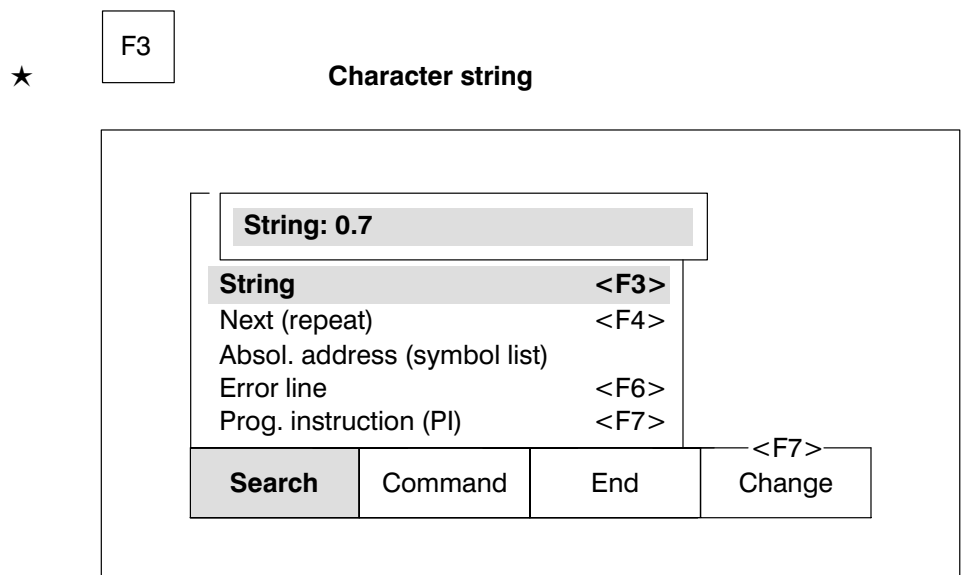 F3
★ Character string
String: 0.7
String <F3>
Next (repeat) <F4>
Absol. address (symbol list)
Error line <F6>
Prog. instruction (PI) <F7>
<F7>
Search Command End Change